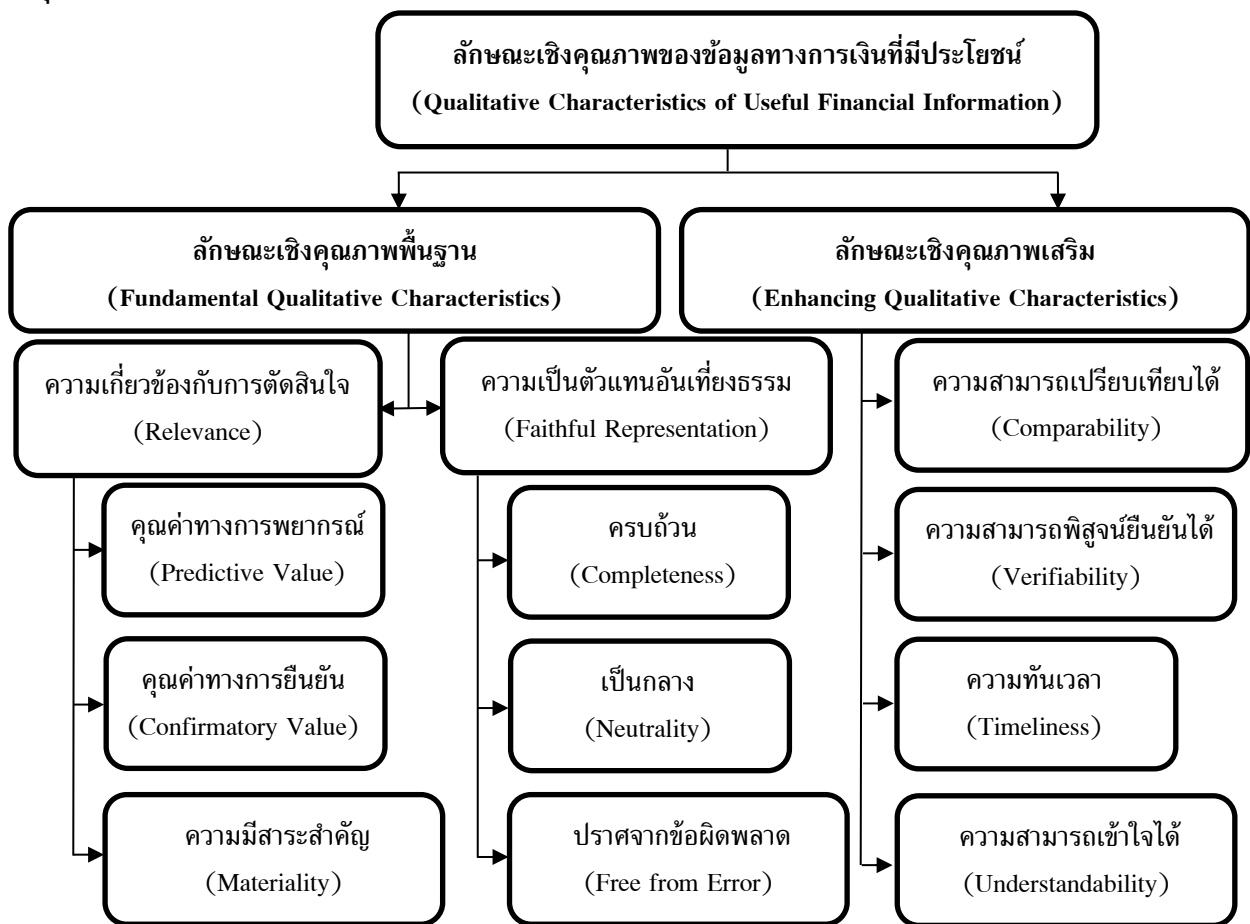 ลักษณะเชิงคุณภาพของข้อมูลทางการเงินที่มีประโยชน์
(Qualitative Characteristics of Useful Financial Information)
ลักษณะเชิงคุณภาพพื้นฐาน
(Fundamental Qualitative Characteristics)
ลักษณะเชิงคุณภาพเสริม
(Enhancing Qualitative Characteristics)
ความเกี่ยวข้องกับการตัดสินใจ
(Relevance)
ความเป็นตัวแทนอันเที่ยงธรรม
(Faithful Representation)
ความสามารถเปรียบเทียบได้
(Comparability)
คุณค่าทางการพยากรณ์
(Predictive Value)
ครบถ้วน
(Completeness)
ความสามารถพิสูจน์ยืนยันได้
(Verifiability)
คุณค่าทางการยืนยัน
(Confirmatory Value)
เป็นกลาง
(Neutrality)
ความทันเวลา
(Timeliness)
ความมีสาระสำคัญ
(Materiality)
ปราศจากข้อผิดพลาด
(Free from Error)
ความสามารถเข้าใจได้
(Understandability)